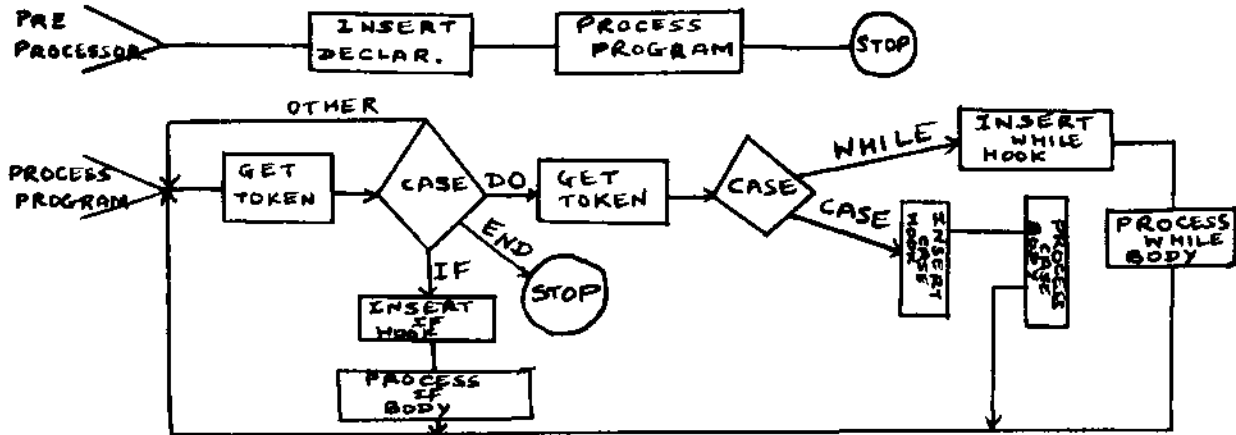 PRE
PROCESSOR
INSERT
DECLAR.
PROCESS
PROGRAM
STOP
OTHER
PROCESS
PROGRAM
GET
TOKEN
CASE
DO
GET
TOKEN
CASE
WHILE
INSERT
WHILE
HOOK
CASE
INSERT
CASE
HOOK
PROCESS
CASE
BODY
PROCESS
WHILE
BODY
END
STOP
IF
INSERT
IF
HOOK
PROCESS
IF
BODY